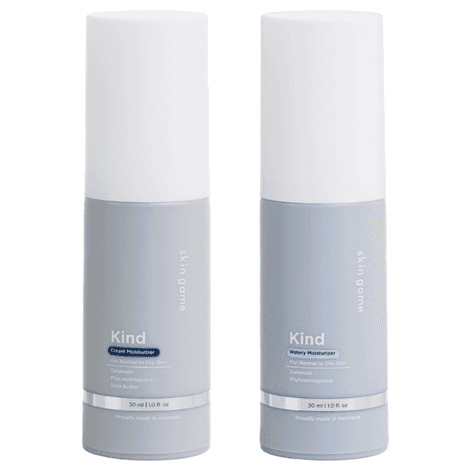 skin game
Kind
Cream Moisturizer
For Normal to Dry Skin
Ceramide
Phytosphingosine
Shea Butter
30 ml | 1.0 fl. oz
Proudly made in Indonesia
skin game
Kind
Watery Moisturizer
For Normal to Oily Skin
Ceramide
Phytosphingosine
30 ml | 1.0 fl. oz
Proudly made in Indonesia